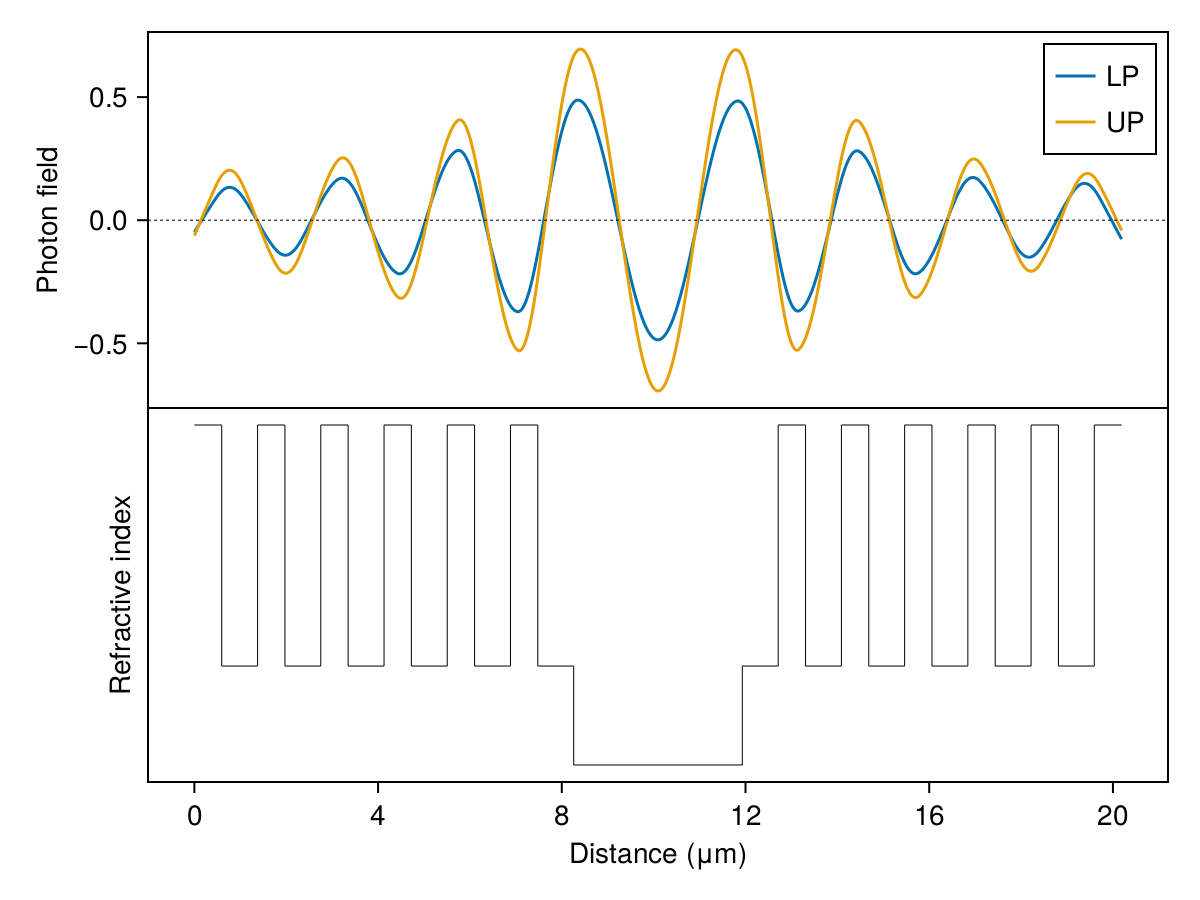 LP
UP
0.5
0.0
−0.5
Photon field
Refractive index
0 4 8 12 16 20
Distance (μm)